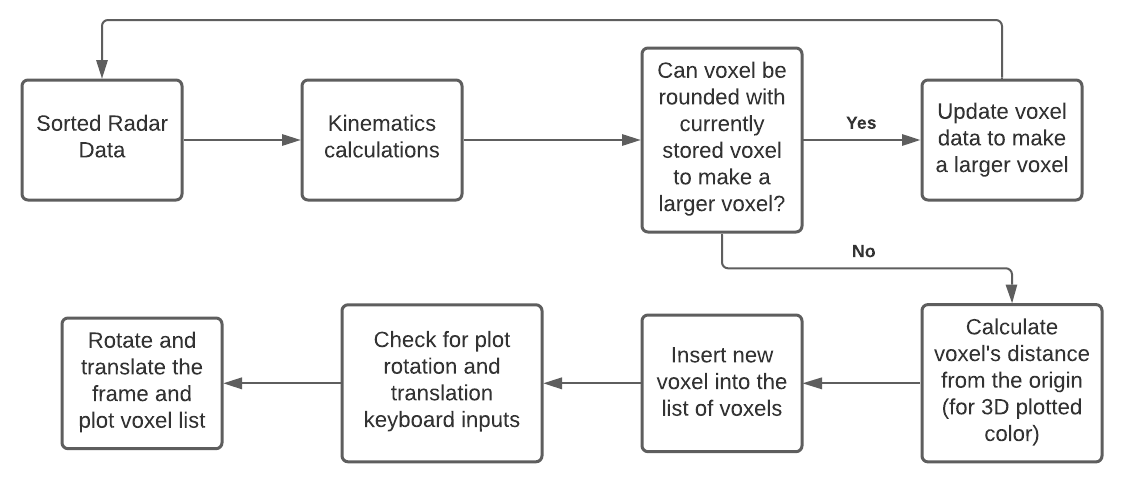 Sorted Radar
Data
Kinematics
calculations
Can voxel be
rounded with
currently
stored voxel
to make a
larger voxel?
Yes
Update voxel
data to make
a larger voxel
No
Calculate
voxel's distance
from the origin
(for 3D plotted
color)
Insert new
voxel into the
list of voxels
Check for plot
rotation and
translation
keyboard inputs
Rotate and
translate the
frame and
plot voxel list